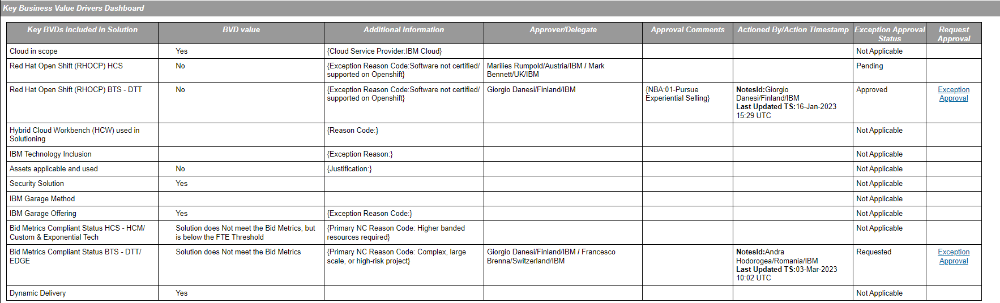 Key Business Value Drivers Dashboard
Key BVDs included in Solution BVD value Additional Information Approver/Delegate Approval Comments Actioned By/Action Timestamp Exception Approval Status Request Approval
Cloud in scope Yes {Cloud Service Provider:IBM Cloud} Not Applicable
Red Hat Open Shift (RHOCP) HCS No {Exception Reason Code:Software not certified/ Marilies Rumpold/Austria/IBM / Mark Pending
supported on Openshift} Bennett/UK/IBM
Red Hat Open Shift (RHOCP) BTS - DTT No {Exception Reason Code:Software not certified/ Giorgio Danesi/Finland/IBM {NBA:01-Pursue NotesId:Giorgio Approved Exception
supported on Openshift} Experiential Selling} Danesi/Finland/IBM Approval
Last Updated TS:16-Jan-2023
15:29 UTC
Hybrid Cloud Workbench (HCW) used in {Reason Code:} Not Applicable
Solutioning
IBM Technology Inclusion {Exception Reason:} Not Applicable
Assets applicable and used No {Justification:} Not Applicable
Security Solution Yes Not Applicable
IBM Garage Method Not Applicable
IBM Garage Offering Yes {Exception Reason Code:} Not Applicable
Bid Metrics Compliant Status HCS - HCM/ Solution does Not meet the Bid Metrics, but {Primary NC Reason Code: Higher banded Not Applicable
Custom & Exponential Tech is below the FTE Threshold resources required}
Bid Metrics Compliant Status BTS - DTT/ Solution does Not meet the Bid Metrics {Primary NC Reason Code: Complex, large Giorgio Danesi/Finland/IBM / Francesco NotesId:Andra Requested Exception
EDGE scale, or high-risk project} Brenna/Switzerland/IBM Hodorogea/Romania/IBM Approval
Last Updated TS:03-Mar-2023
10:02 UTC
Dynamic Delivery Yes Not Applicable